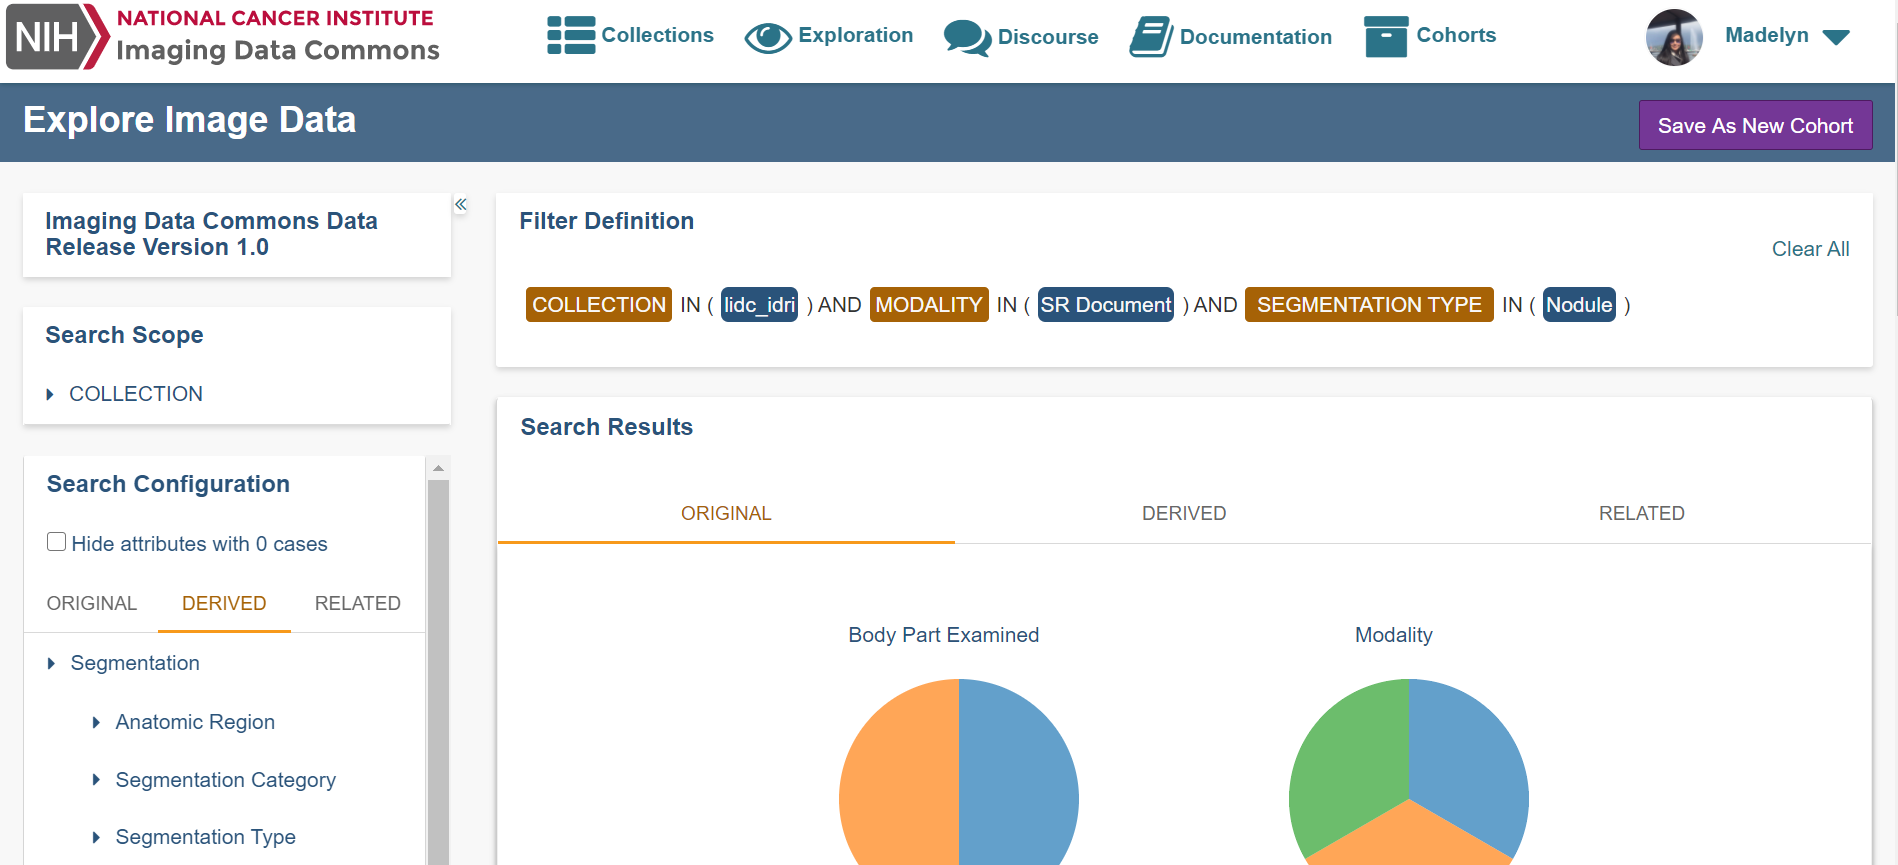 NIH NATIONAL CANCER INSTITUTE
Imaging Data Commons
Collections Exploration Discourse Documentation Cohorts Madelyn
Explore Image Data
Save As New Cohort
Imaging Data Commons Data
Release Version 1.0
«
Search Scope
COLLECTION
Search Configuration
Hide attributes with 0 cases
ORIGINAL DERIVED RELATED
Segmentation
Anatomic Region
Segmentation Category
Segmentation Type
Filter Definition
Clear All
COLLECTION IN ( lidc_idri ) AND MODALITY IN ( SR Document ) AND SEGMENTATION TYPE IN ( Nodule )
Search Results
ORIGINAL DERIVED RELATED
Body Part Examined Modality